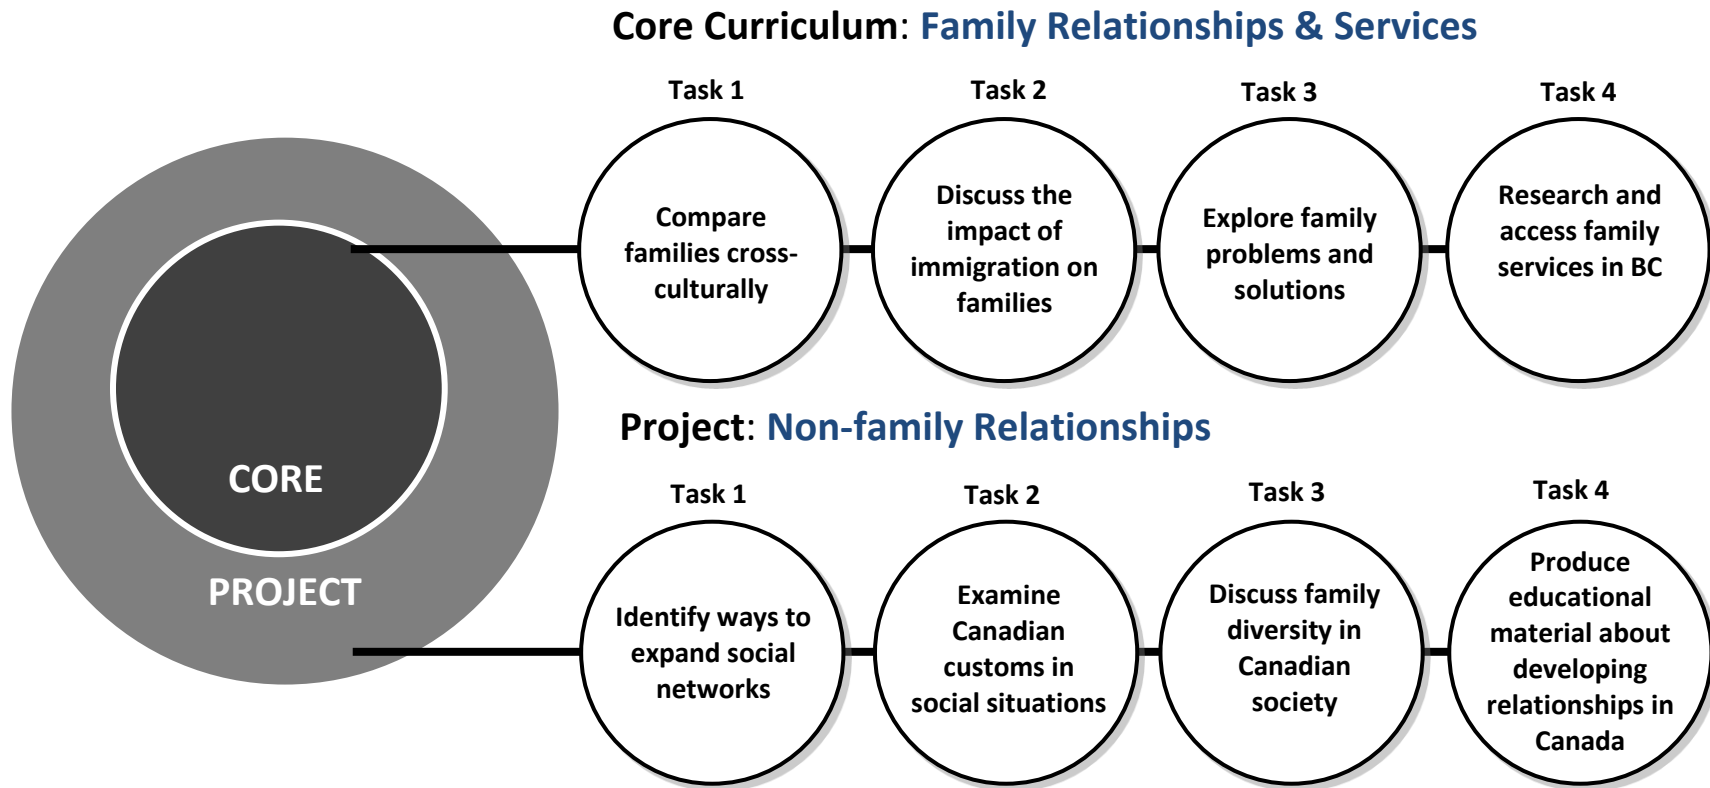 Core Curriculum: Family Relationships & Services
Task 1
Task 2
Task 3
Task 4
Compare
families cross-
culturally
Discuss the
impact of
immigration on
families
Explore family
problems and
solutions
Research and
access family
services in BC
CORE
PROJECT
Project: Non-family Relationships
Task 1
Task 2
Task 3
Task 4
Identify ways to
expand social
networks
Examine
Canadian
customs in
social situations
Discuss family
diversity in
Canadian
society
Produce
educational
material about
developing
relationships in
Canada